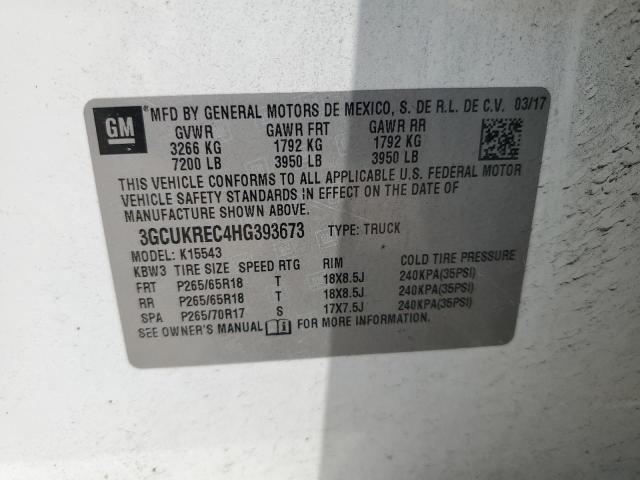 GM
MFD BY GENERAL MOTORS DE MEXICO, S. DE R.L. DE C.V. 03/17
GVWR GAWR FRT GAWR RR
3266 KG 1792 KG 1792 KG
7200 LB 3950 LB 3950 LB
THIS VEHICLE CONFORMS TO ALL APPLICABLE U.S. FEDERAL MOTOR
VEHICLE SAFETY STANDARDS IN EFFECT ON THE DATE OF
MANUFACTURE SHOWN ABOVE.
3GCUKREC4HG393673 TYPE: TRUCK
MODEL: K15543
KBW3 TIRE SIZE SPEED RTG RIM COLD TIRE PRESSURE
FRT P265/65R18 T 18X8.5J 240KPA(35PSI)
RR P265/65R18 T 18X8.5J 240KPA(35PSI)
SPA P265/70R17 S 17X7.5J 240KPA(35PSI)
SEE OWNER'S MANUAL FOR MORE INFORMATION.